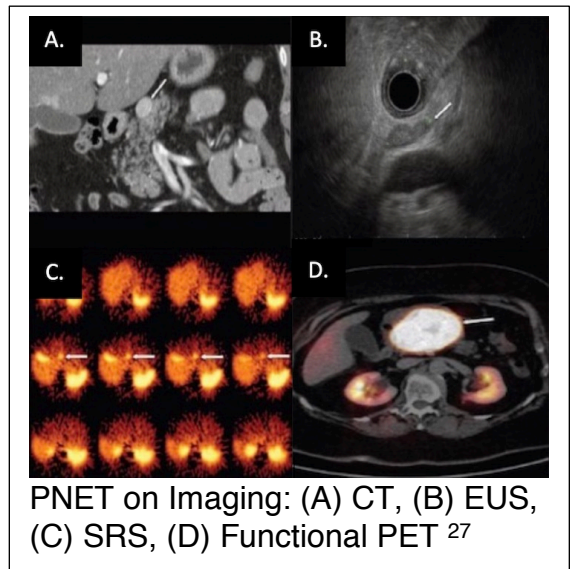 A.
B.
C.
D.
PNET on Imaging: (A) CT, (B) EUS,
(C) SRS, (D) Functional PET 27